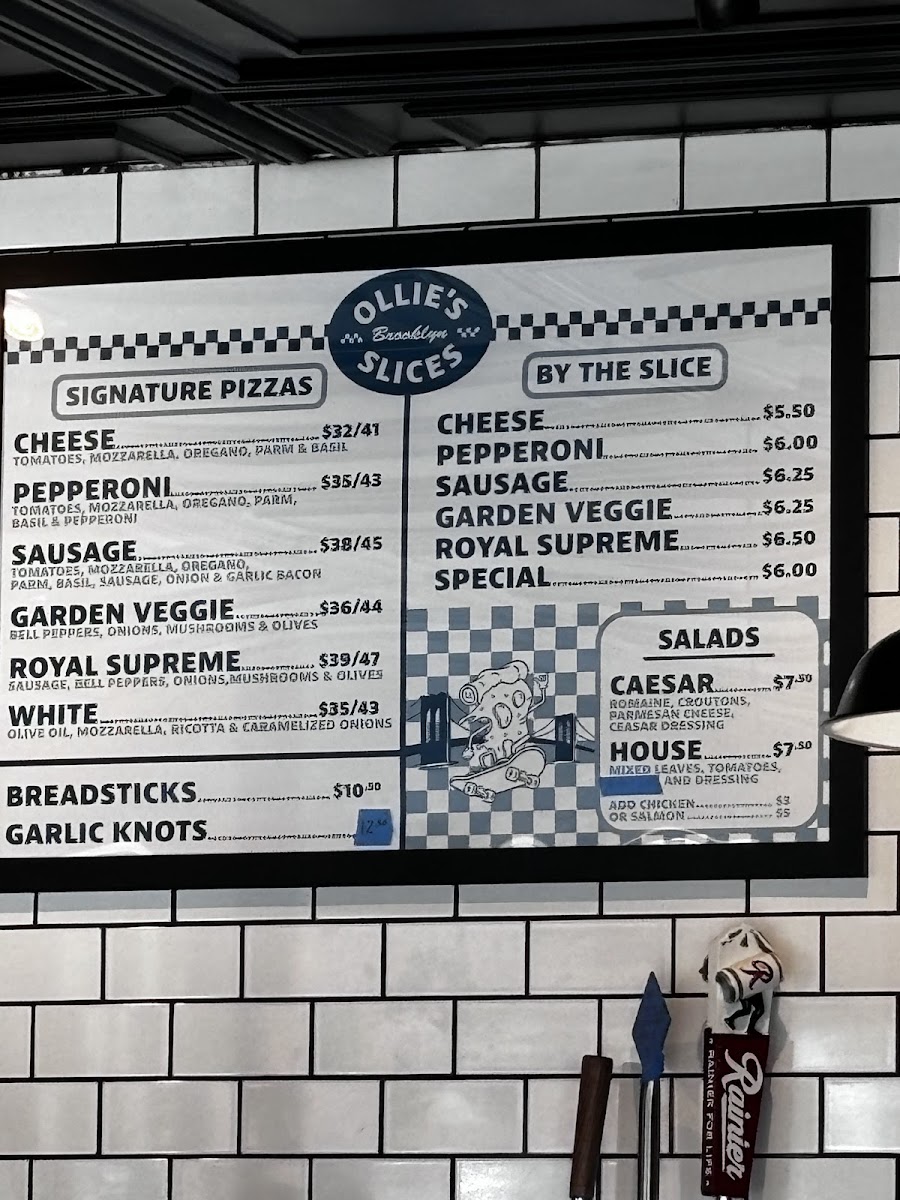 OLLIE'S
Brooklyn
SLICES
SIGNATURE PIZZAS
CHEESE $32/41
TOMATOES, MOZZARELLA, OREGANO, PARM & BASIL
PEPPERONI $35/43
TOMATOES, MOZZARELLA, OREGANO, PARM,
BASIL & PEPPERONI
SAUSAGE $38/45
TOMATOES, MOZZARELLA, OREGANO,
PARM, BASIL, SAUSAGE, ONION & GARLIC BACON
GARDEN VEGGIE $36/44
BELL PEPPERS, ONIONS, MUSHROOMS & OLIVES
ROYAL SUPREME $39/47
SAUSAGE, BELL PEPPERS, ONIONS,MUSHROOMS & OLIVES
WHITE $35/43
OLIVE OIL, MOZZARELLA, RICOTTA & CARAMELIZED ONIONS
BREADSTICKS $10.50
GARLIC KNOTS 12.50
BY THE SLICE
CHEESE $5.50
PEPPERONI $6.00
SAUSAGE $6.25
GARDEN VEGGIE $6.25
ROYAL SUPREME $6.50
SPECIAL $6.00
SALADS
CAESAR $7.50
ROMAINE, CROUTONS,
PARMESAN CHEESE,
CEASAR DRESSING
HOUSE $7.50
MIXED LEAVES, TOMATOES,
AND DRESSING
ADD CHICKEN $3
OR SALMON $5
R
Rainier
"RAINIER FOR LIFE"